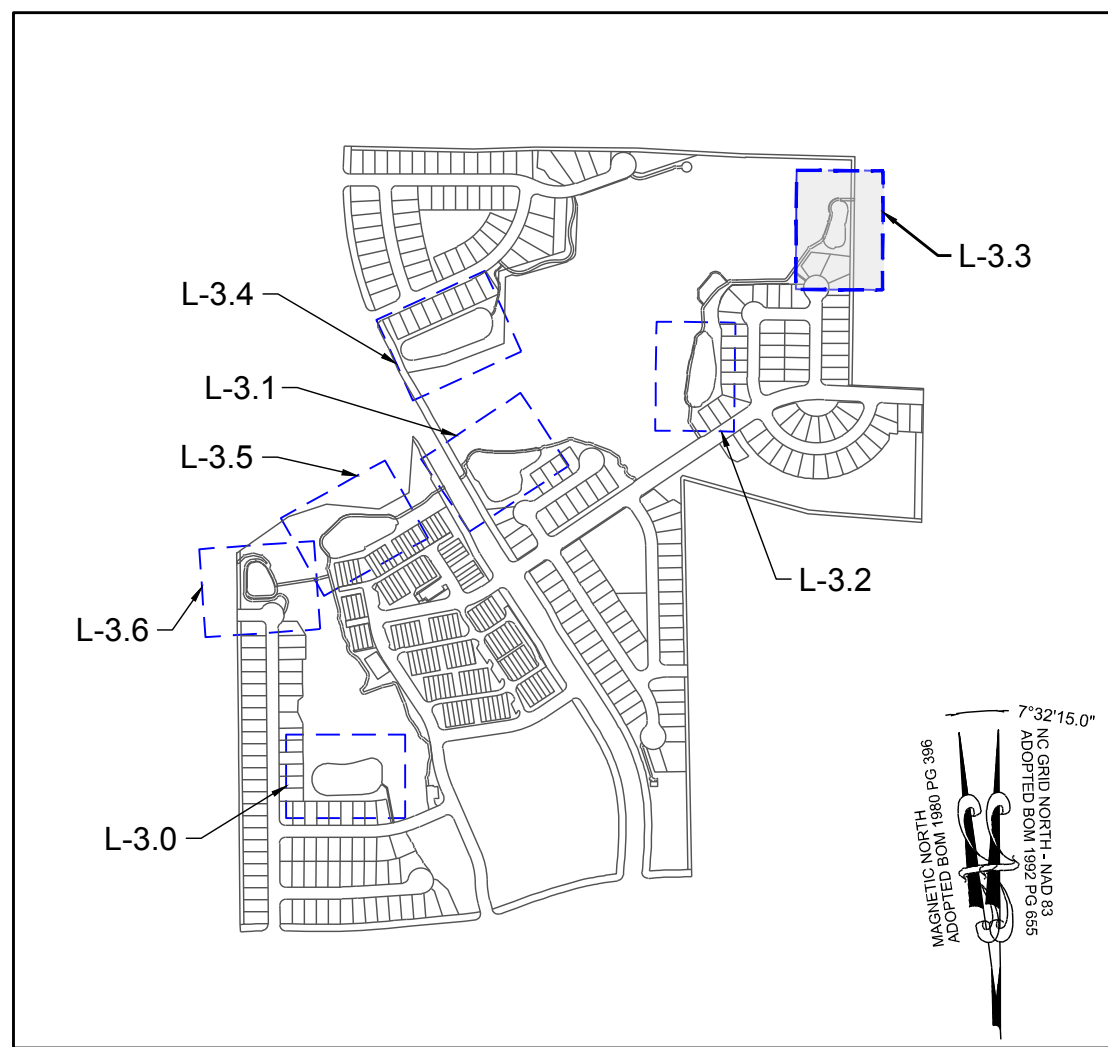 L-3.3
L-3.4
L-3.1
L-3.5
L-3.2
L-3.6
L-3.0
7°32'15.0"
MAGNETIC NORTH
ADOPTED BOM 1980 PG 396
NC GRID NORTH - NAD 83
ADOPTED BOM 1992 PG 655